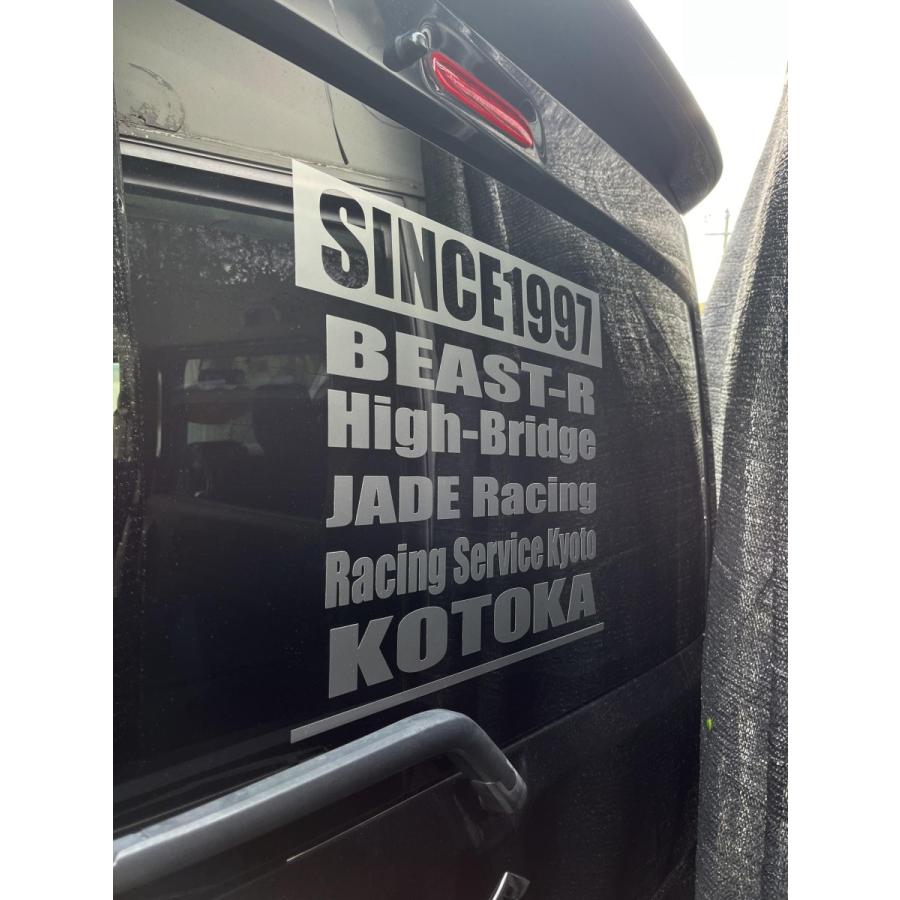 SINCE1997
BEAST-R
High-Bridge
JADE Racing
Racing Service Kyoto
KOTOKA